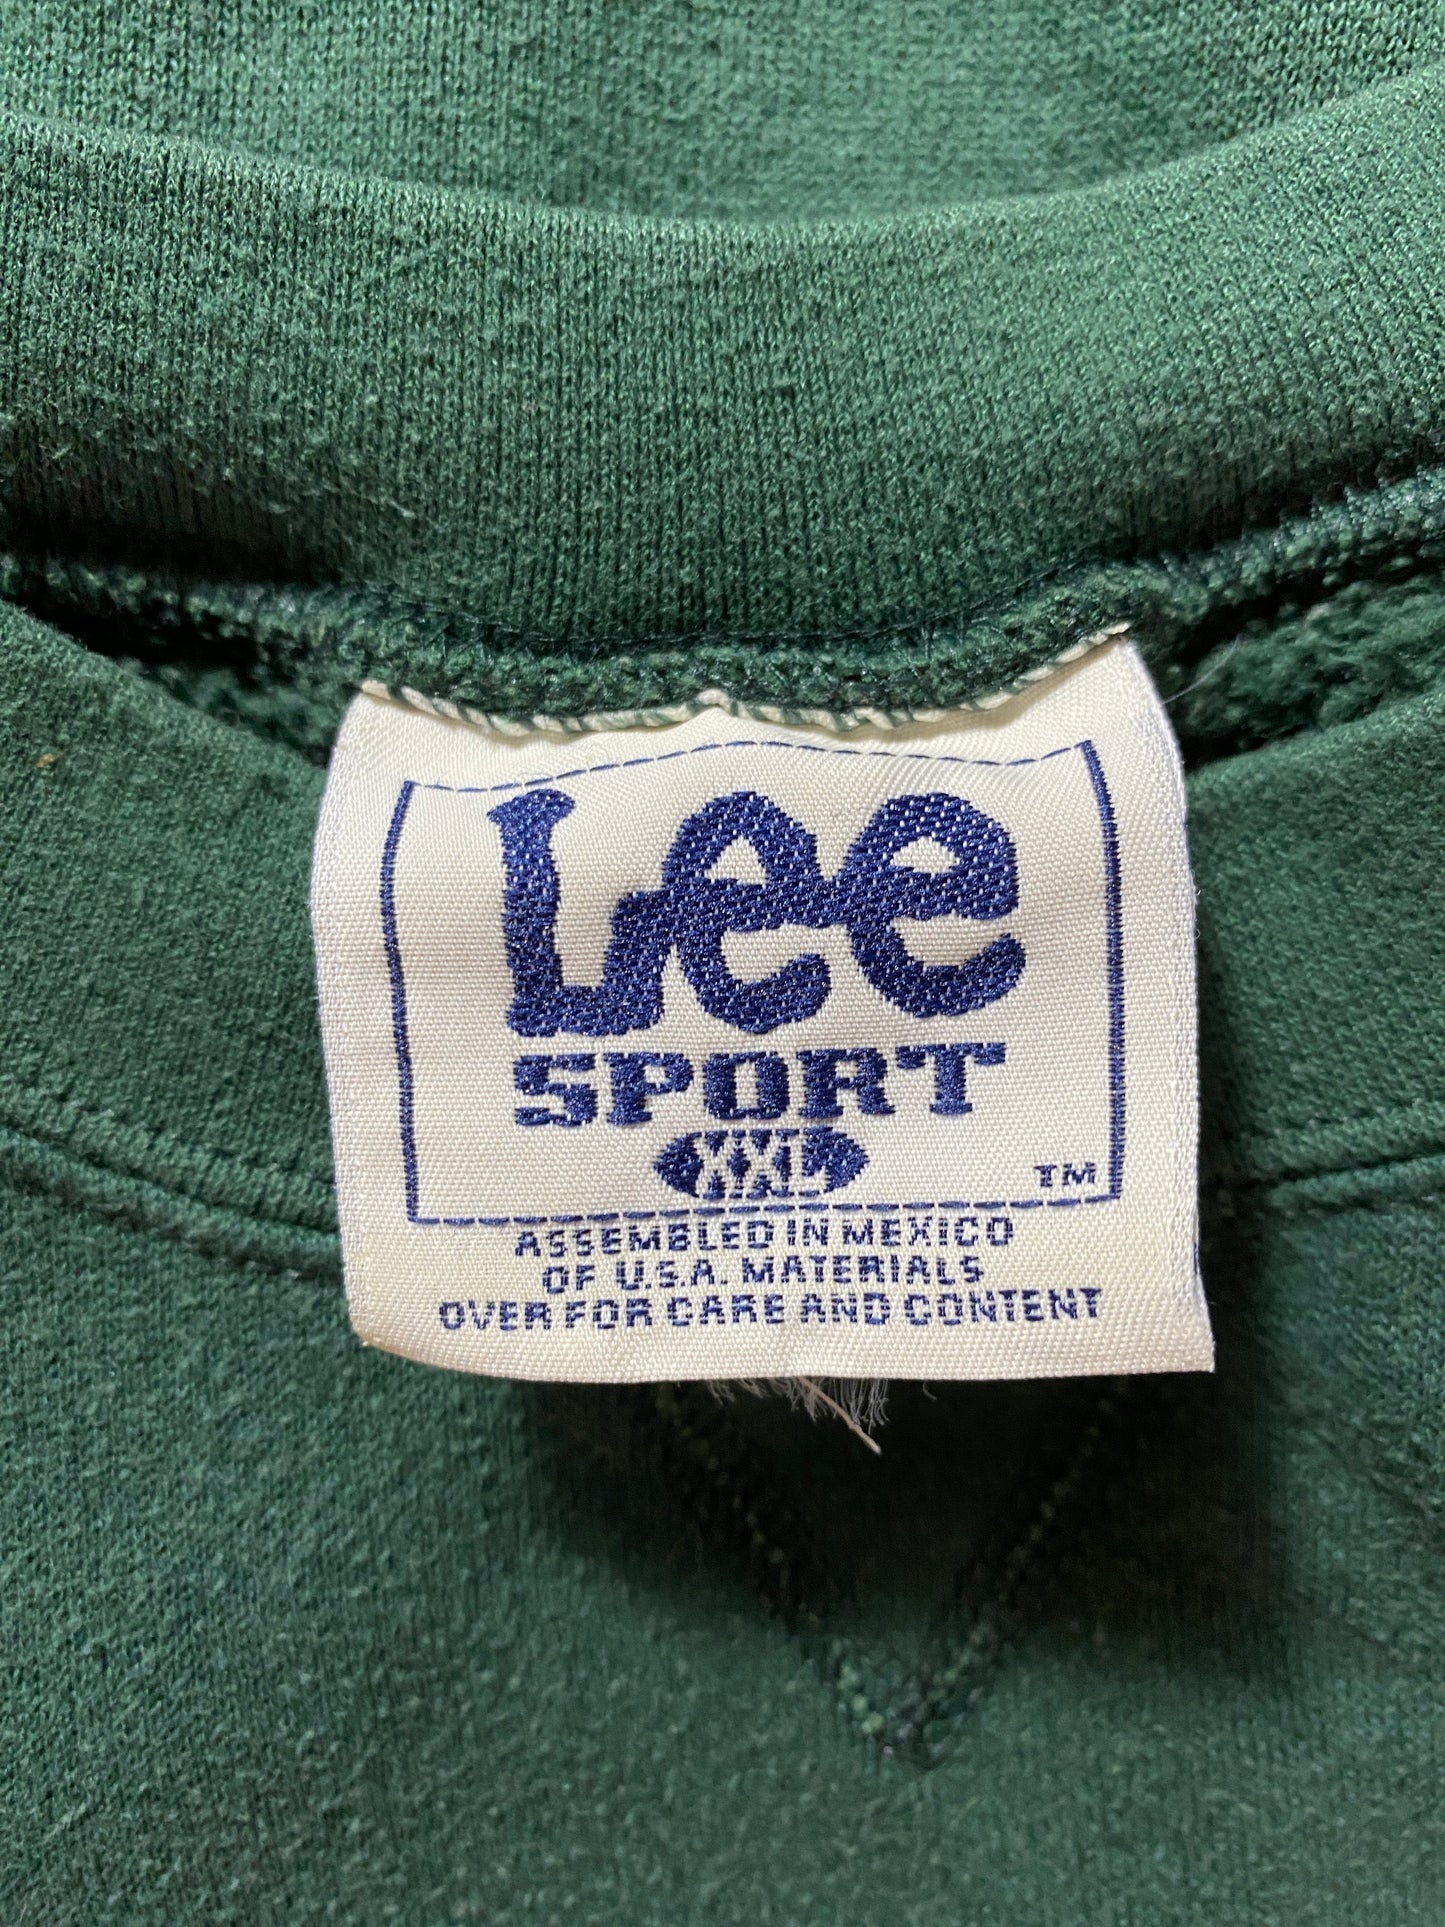 Lee
SPORT
XXL
TM
ASSEMBLED IN MEXICO
OF U.S.A. MATERIALS
OVER FOR CARE AND CONTENT